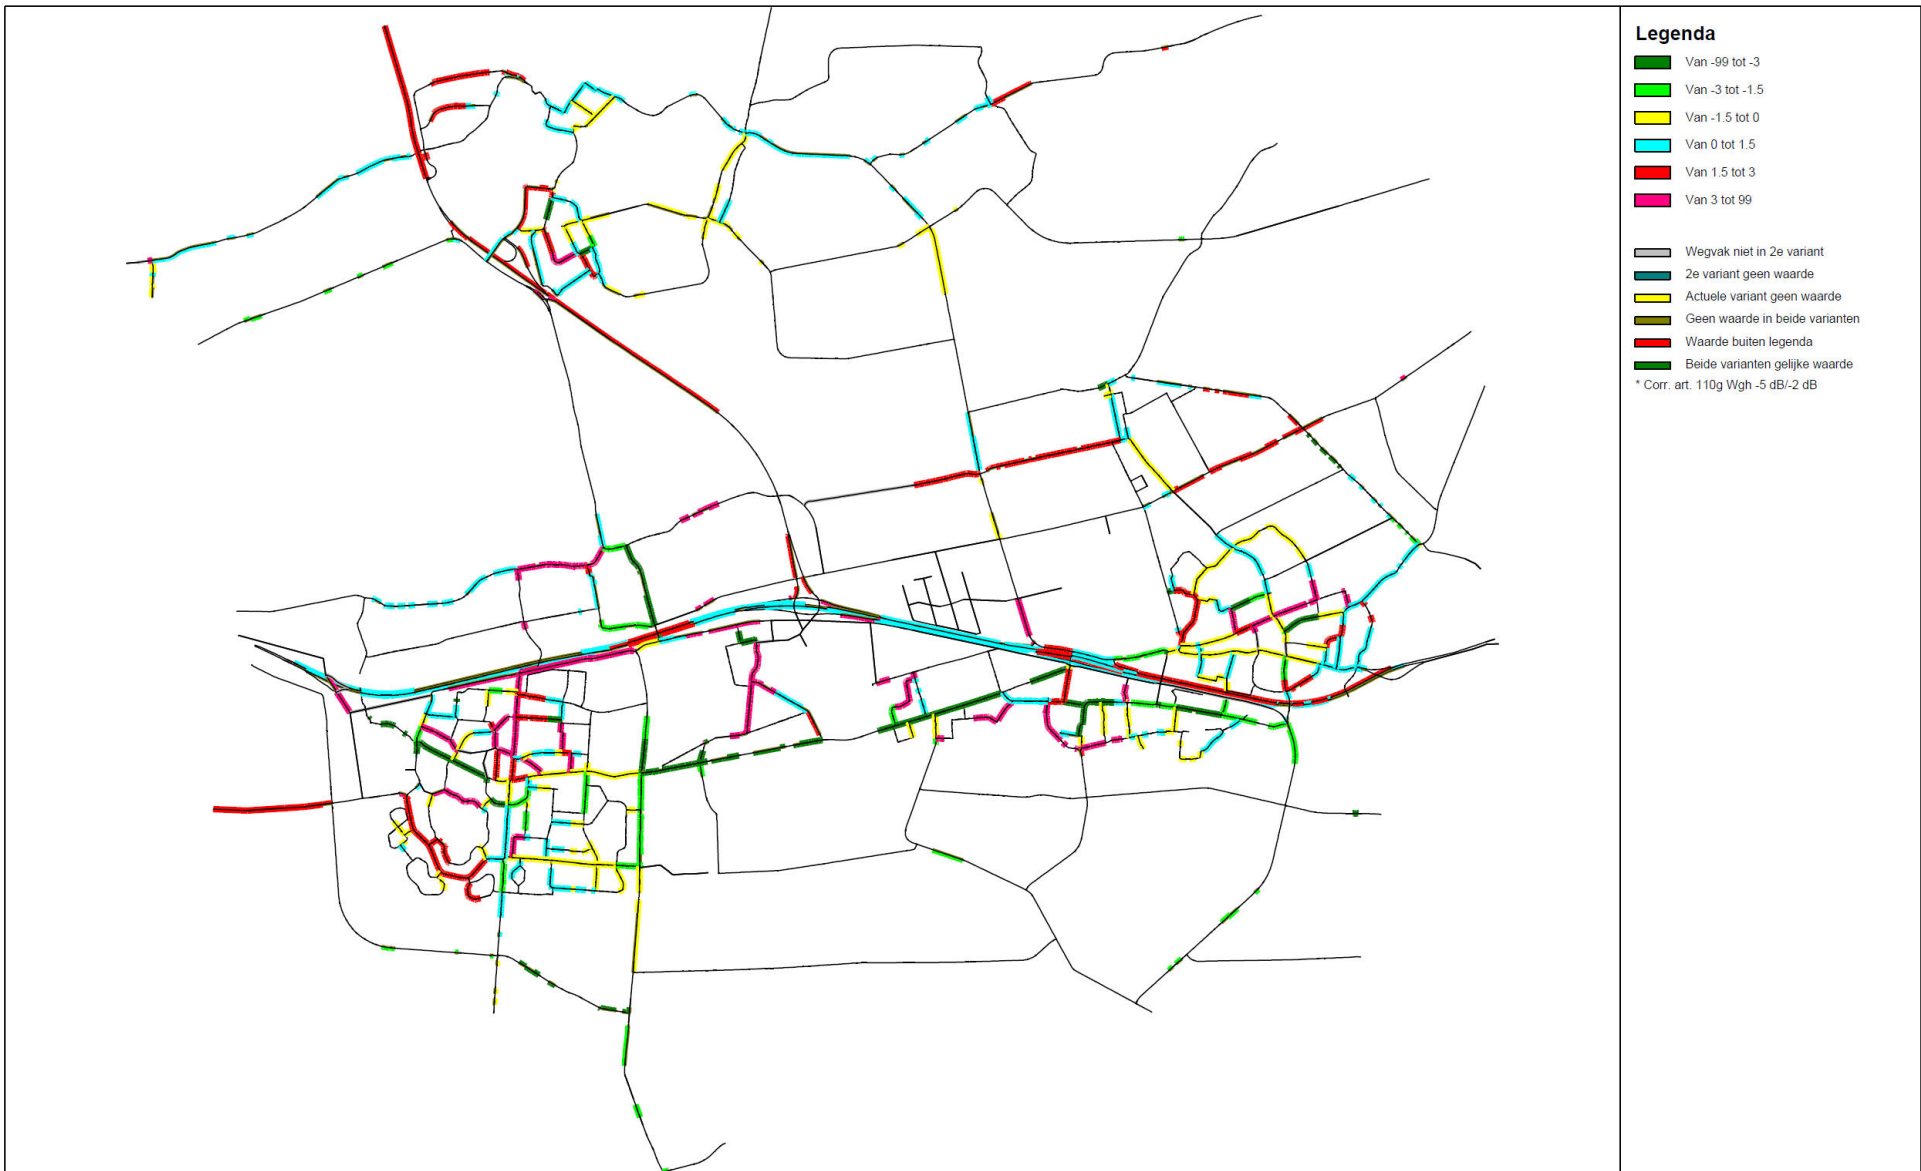 Legenda
Van -99 tot -3
Van -3 tot -1.5
Van -1.5 tot 0
Van 0 tot 1.5
Van 1.5 tot 3
Van 3 tot 99
Wegvak niet in 2e variant
2e variant geen waarde
Actuele variant geen waarde
Geen waarde in beide varianten
Waarde buiten legenda
Beide varianten gelijke waarde
* Corr. art. 110g Wgh -5 dB/-2 dB